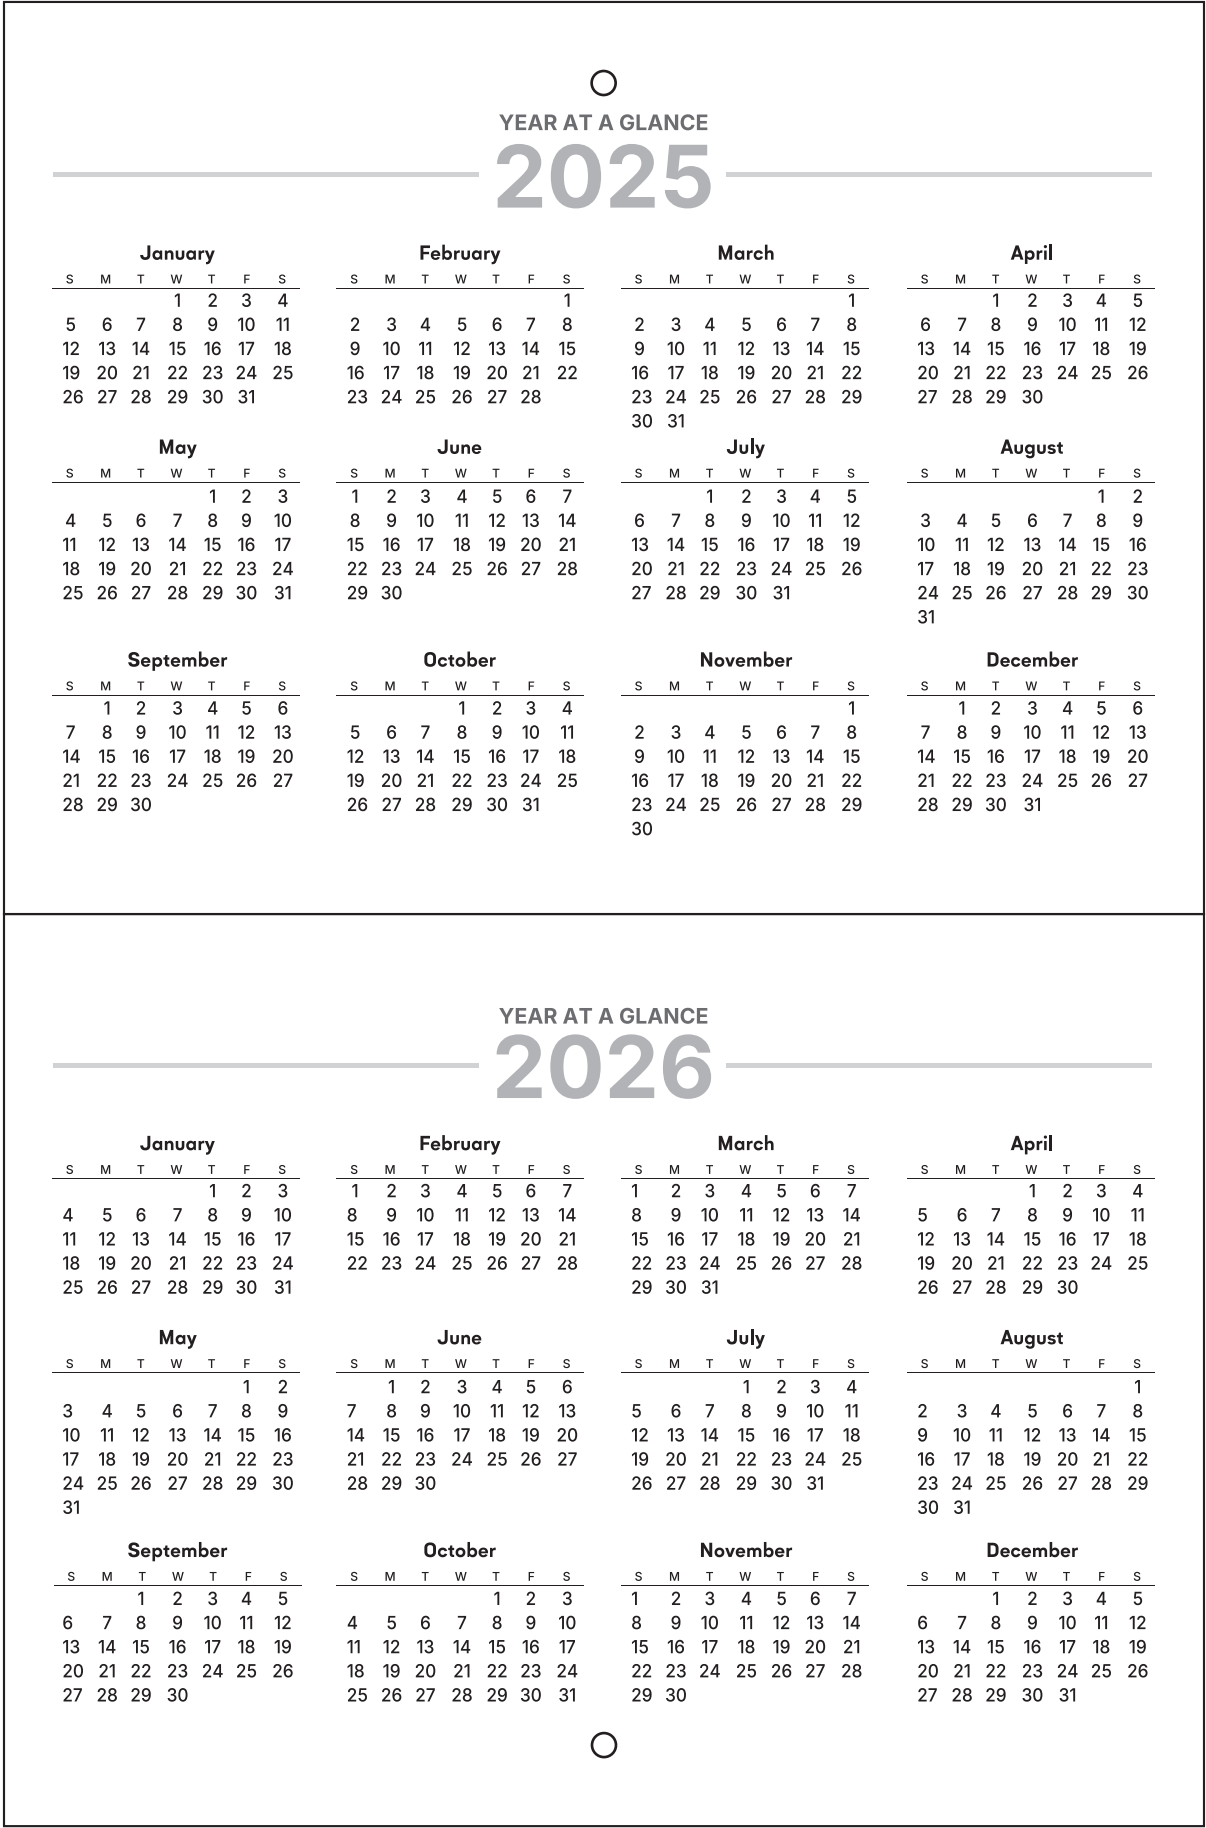 YEAR AT A GLANCE
2025
January
S M T W T F S
1 2 3 4
5 6 7 8 9 10 11
12 13 14 15 16 17 18
19 20 21 22 23 24 25
26 27 28 29 30 31
February
S M T W T F S
1
2 3 4 5 6 7 8
9 10 11 12 13 14 15
16 17 18 19 20 21 22
23 24 25 26 27 28
March
S M T W T F S
1
2 3 4 5 6 7 8
9 10 11 12 13 14 15
16 17 18 19 20 21 22
23 24 25 26 27 28 29
30 31
April
S M T W T F S
1 2 3 4 5
6 7 8 9 10 11 12
13 14 15 16 17 18 19
20 21 22 23 24 25 26
27 28 29 30
May
S M T W T F S
1 2 3
4 5 6 7 8 9 10
11 12 13 14 15 16 17
18 19 20 21 22 23 24
25 26 27 28 29 30 31
June
S M T W T F S
1 2 3 4 5 6 7
8 9 10 11 12 13 14
15 16 17 18 19 20 21
22 23 24 25 26 27 28
29 30
July
S M T W T F S
1 2 3 4 5
6 7 8 9 10 11 12
13 14 15 16 17 18 19
20 21 22 23 24 25 26
27 28 29 30 31
August
S M T W T F S
1 2
3 4 5 6 7 8 9
10 11 12 13 14 15 16
17 18 19 20 21 22 23
24 25 26 27 28 29 30
31
September
S M T W T F S
1 2 3 4 5 6
7 8 9 10 11 12 13
14 15 16 17 18 19 20
21 22 23 24 25 26 27
28 29 30
October
S M T W T F S
1 2 3 4
5 6 7 8 9 10 11
12 13 14 15 16 17 18
19 20 21 22 23 24 25
26 27 28 29 30 31
November
S M T W T F S
1
2 3 4 5 6 7 8
9 10 11 12 13 14 15
16 17 18 19 20 21 22
23 24 25 26 27 28 29
30
December
S M T W T F S
1 2 3 4 5 6
7 8 9 10 11 12 13
14 15 16 17 18 19 20
21 22 23 24 25 26 27
28 29 30 31
YEAR AT A GLANCE
2026
January
S M T W T F S
1 2 3
4 5 6 7 8 9 10
11 12 13 14 15 16 17
18 19 20 21 22 23 24
25 26 27 28 29 30 31
February
S M T W T F S
1 2 3 4 5 6 7
8 9 10 11 12 13 14
15 16 17 18 19 20 21
22 23 24 25 26 27 28
March
S M T W T F S
1 2 3 4 5 6 7
8 9 10 11 12 13 14
15 16 17 18 19 20 21
22 23 24 25 26 27 28
29 30 31
April
S M T W T F S
1 2 3 4
5 6 7 8 9 10 11
12 13 14 15 16 17 18
19 20 21 22 23 24 25
26 27 28 29 30
May
S M T W T F S
1 2
3 4 5 6 7 8 9
10 11 12 13 14 15 16
17 18 19 20 21 22 23
24 25 26 27 28 29 30
31
June
S M T W T F S
1 2 3 4 5 6
7 8 9 10 11 12 13
14 15 16 17 18 19 20
21 22 23 24 25 26 27
28 29 30
July
S M T W T F S
1 2 3 4
5 6 7 8 9 10 11
12 13 14 15 16 17 18
19 20 21 22 23 24 25
26 27 28 29 30 31
August
S M T W T F S
1
2 3 4 5 6 7 8
9 10 11 12 13 14 15
16 17 18 19 20 21 22
23 24 25 26 27 28 29
30 31
September
S M T W T F S
1 2 3 4 5
6 7 8 9 10 11 12
13 14 15 16 17 18 19
20 21 22 23 24 25 26
27 28 29 30
October
S M T W T F S
1 2 3
4 5 6 7 8 9 10
11 12 13 14 15 16 17
18 19 20 21 22 23 24
25 26 27 28 29 30 31
November
S M T W T F S
1 2 3 4 5 6 7
8 9 10 11 12 13 14
15 16 17 18 19 20 21
22 23 24 25 26 27 28
29 30
December
S M T W T F S
1 2 3 4 5
6 7 8 9 10 11 12
13 14 15 16 17 18 19
20 21 22 23 24 25 26
27 28 29 30 31